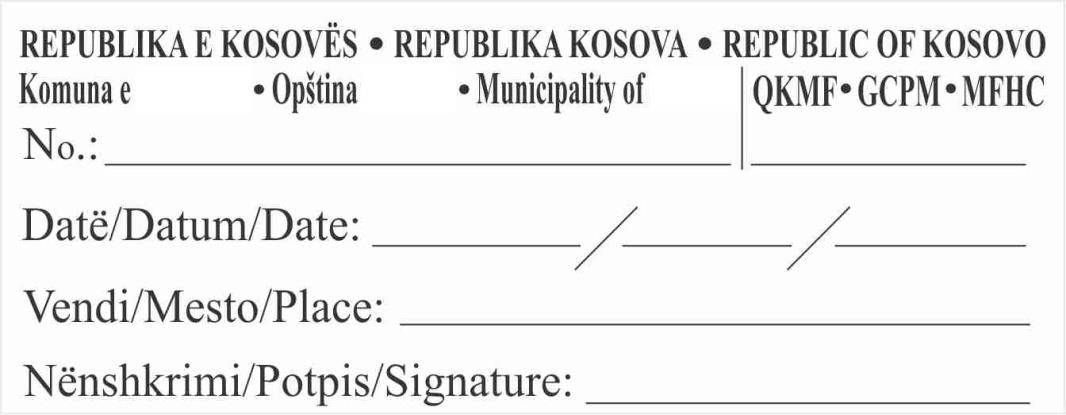 REPUBLIKA E KOSOVËS • REPUBLIKA KOSOVA • REPUBLIC OF KOSOVO
Komuna e • Opština • Municipality of QKMF • GCPM • MFHC
No.:
Datë/Datum/Date: / /
Vendi/Mesto/Place:
Nënshkrimi/Potpis/Signature: